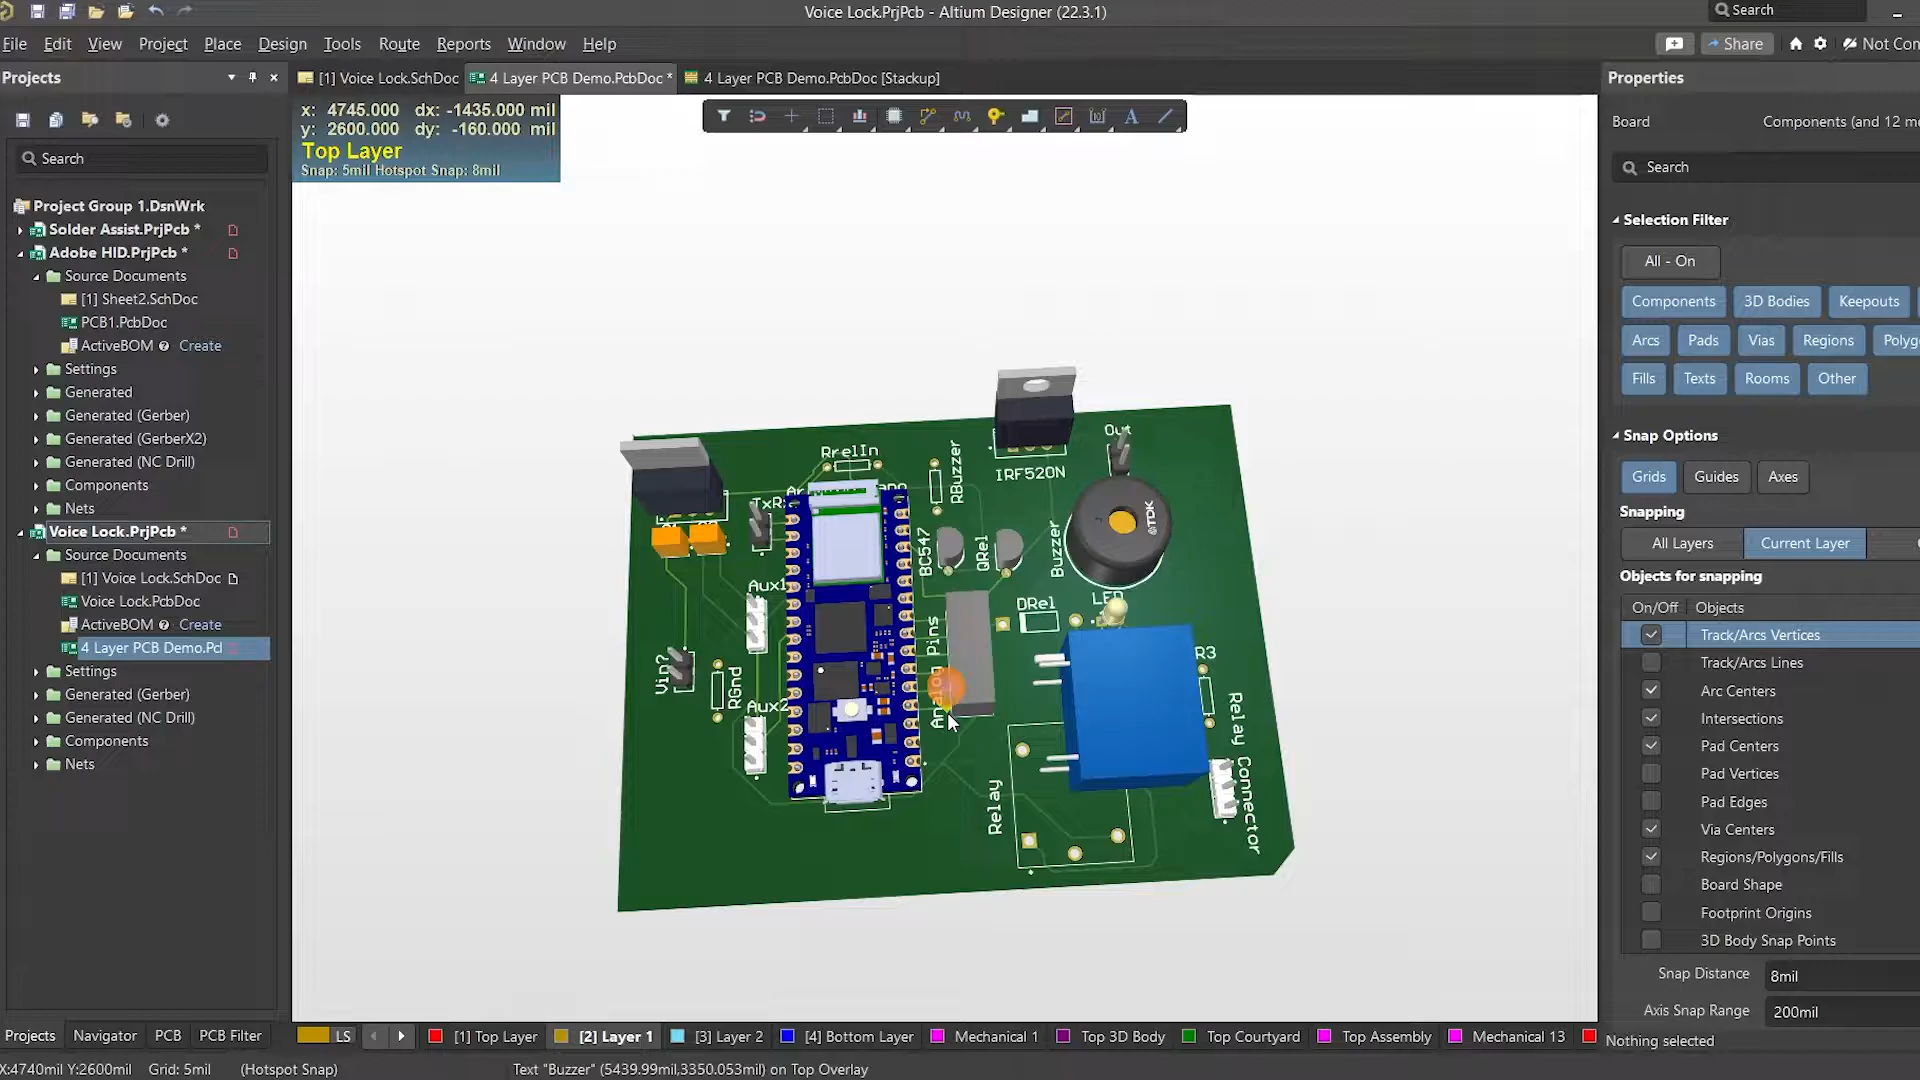 Voice Lock.PrjPcb - Altium Designer (22.3.1)
Search
File Edit View Project Place Design Tools Route Reports Window Help
Share
Not Con
Projects
[1] Voice Lock.SchDoc
4 Layer PCB Demo.PcbDoc *
4 Layer PCB Demo.PcbDoc [Stackup]
Properties
x: 4745.000 dx: -1435.000 mil
y: 2600.000 dy: -160.000 mil
Top Layer
Snap: 5mil Hotspot Snap: 8mil
Board
Components (and 12 m
Search
Search
Project Group 1.DsnWrk
Solder Assist.PrjPcb *
Adobe HID.PrjPcb *
Source Documents
[1] Sheet2.SchDoc
PCB1.PcbDoc
ActiveBOM Create
Settings
Generated
Generated (Gerber)
Generated (GerberX2)
Generated (NC Drill)
Components
Nets
Voice Lock.PrjPcb *
Source Documents
[1] Voice Lock.SchDoc
Voice Lock.PcbDoc
ActiveBOM Create
4 Layer PCB Demo.Pcl
Settings
Generated (Gerber)
Generated (NC Drill)
Components
Nets
RrelIn
RBuzzer
IRF520N
Out
TDK
BC547
QRel
Buzzer
Aux1
DRel
LED
Analog Pins
Vin?
RGnd
Aux2
R3
Relay
Relay Connector
Selection Filter
All - On
Components 3D Bodies Keepouts
Arcs Pads Vias Regions Polyg
Fills Texts Rooms Other
Snap Options
Grids Guides Axes
Snapping
All Layers Current Layer
Objects for snapping
On/Off Objects
Track/Arcs Vertices
Track/Arcs Lines
Arc Centers
Intersections
Pad Centers
Pad Vertices
Pad Edges
Via Centers
Regions/Polygons/Fills
Board Shape
Footprint Origins
3D Body Snap Points
Snap Distance 8mil
Axis Snap Range 200mil
Projects Navigator PCB PCB Filter
LS
[1] Top Layer [2] Layer 1 [3] Layer 2 [4] Bottom Layer Mechanical 1 Top 3D Body Top Courtyard Top Assembly Mechanical 13
Nothing selected
X:4740mil Y:2600mil Grid: 5mil (Hotspot Snap)
Text "Buzzer" (5439.99mil,3350.053mil) on Top Overlay